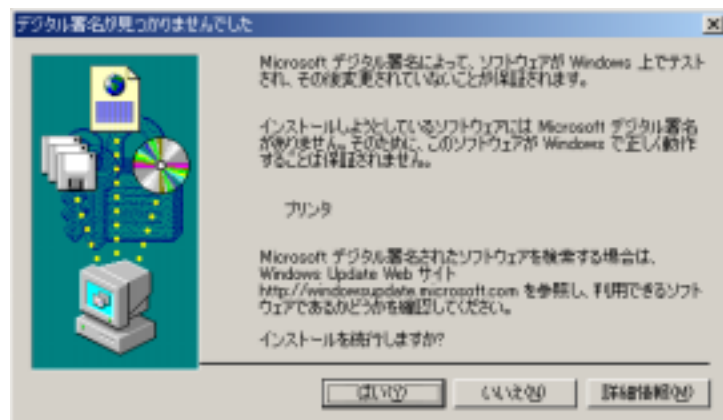 デジタル署名が見つかりませんでした
Microsoft デジタル署名によって、ソフトウェアが Windows 上でテスト
され、その後変更されていないことが保証されます。
インストールしようとしているソフトウェアには Microsoft デジタル署名
がありません。そのために、このソフトウェアが Windows で正しく動作
することは保証されません。
プリンタ
Microsoft デジタル署名されたソフトウェアを検索する場合は、
Windows Update Web サイト
http://windowsupdate.microsoft.com を参照し、利用できるソフト
ウェアであるかどうかを確認してください。
インストールを続行しますか?
はい(Y) いいえ(N) 詳細情報(M)